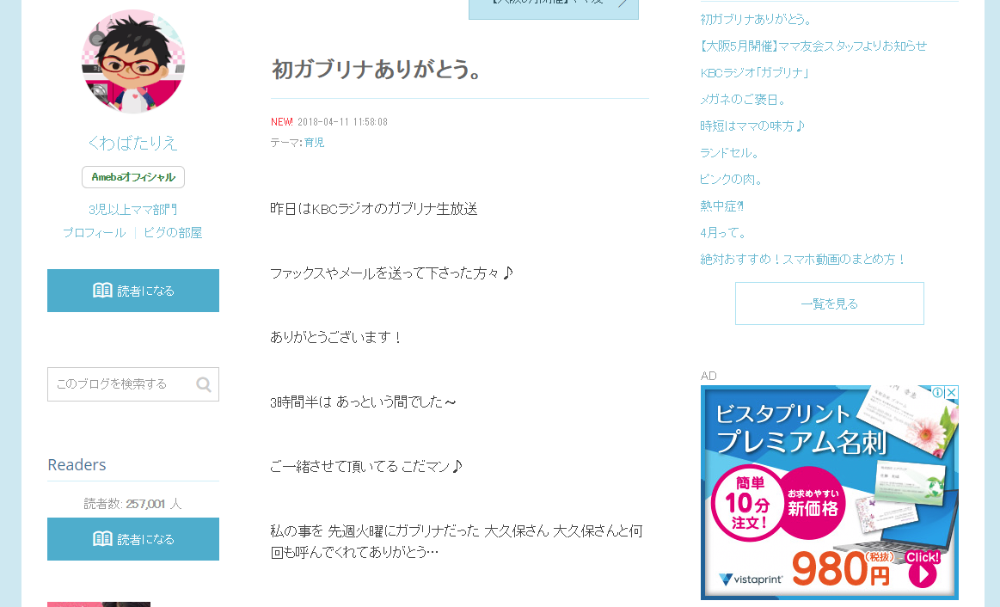 くわばたりえ
Amebaオフィシャル
3児以上ママ部門
プロフィール | ピグの部屋
読者になる
このブログを検索する
Readers
読者数: 257,001 人
読者になる
初ガブリナありがとう。
NEW! 2018-04-11 11:58:08
テーマ：育児
昨日はKBCラジオのガブリナ生放送
ファックスやメールを送って下さった方々♪
ありがとうございます！
3時間半は あっという間でした～
ご一緒させて頂いてる こだマン♪
私の事を 先週火曜にガブリナだった 大久保さん 大久保さんと何
回も呼んでくれてありがとう…
初ガブリナありがとう。
【大阪5月開催】ママ友会スタッフよりお知らせ
KBCラジオ「ガブリナ」
メガネのご褒日。
時短はママの味方♪
ランドセル。
ピンクの肉。
熱中症?!
4月って。
絶対おすすめ！スマホ動画のまとめ方！
一覧を見る
AD
ビスタプリント
プレミアム名刺
簡単
10分
注文!
お求めやすい
新価格
vistaprint
980円
(税抜)
Click!